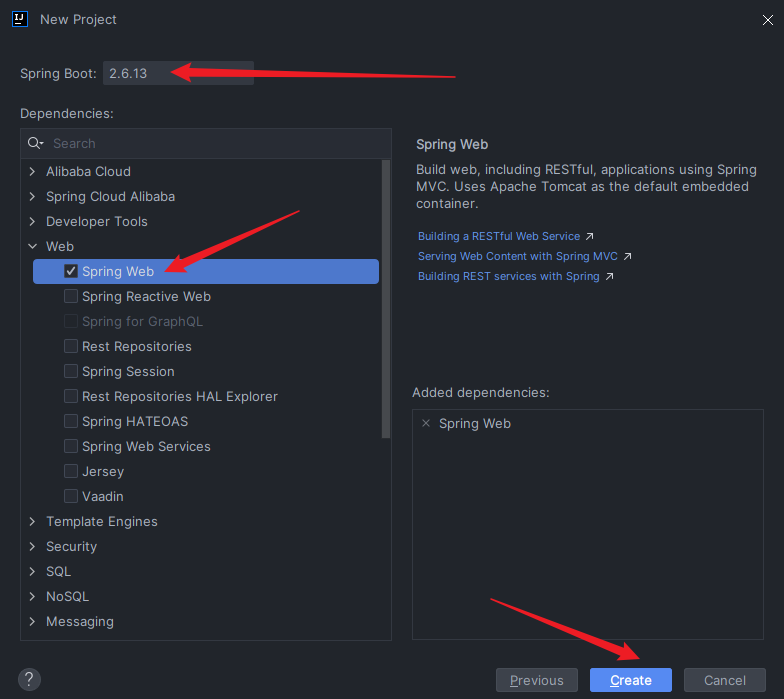 New Project
Spring Boot: 2.6.13
Dependencies:
Search
Alibaba Cloud
Spring Cloud Alibaba
Developer Tools
Web
Spring Web
Spring Reactive Web
Spring for GraphQL
Rest Repositories
Spring Session
Rest Repositories HAL Explorer
Spring HATEOAS
Spring Web Services
Jersey
Vaadin
Template Engines
Security
SQL
NoSQL
Messaging
Spring Web
Build web, including RESTful, applications using Spring
MVC. Uses Apache Tomcat as the default embedded
container.
Building a RESTful Web Service
Serving Web Content with Spring MVC
Building REST services with Spring
Added dependencies:
Spring Web
?
Previous
Create
Cancel